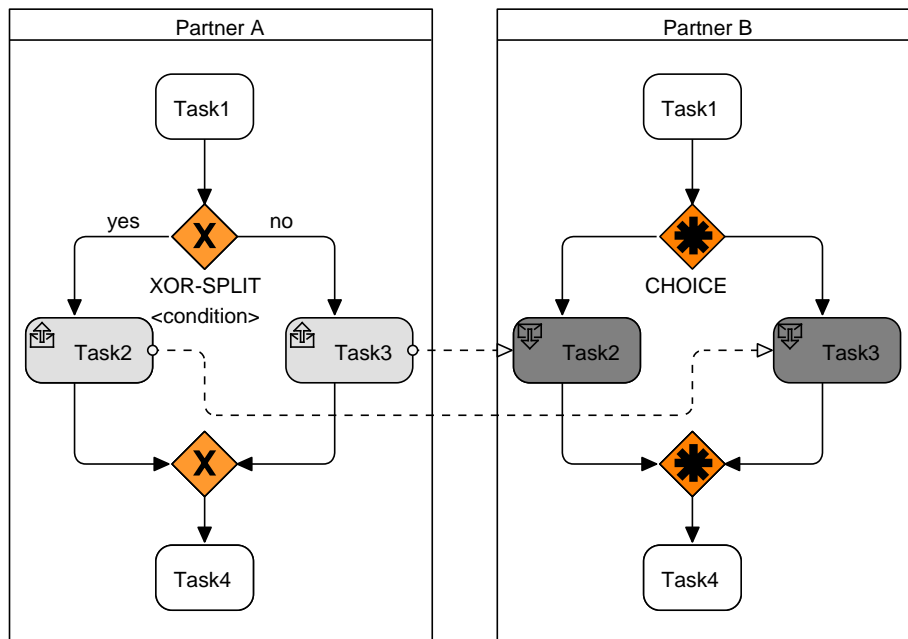 Partner A
Partner B
Task1
Task1
yes
X
no
XOR-SPLIT
<condition>
CHOICE
Task2
Task3
Task2
Task3
X
Task4
Task4